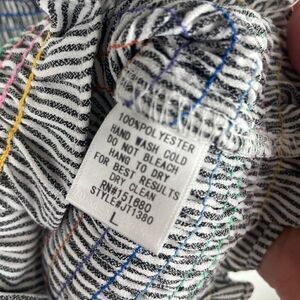 100%POLYESTER
HAND WASH COLD
DO NOT BLEACH
HANG TO DRY
FOR BEST RESULTS
DRY CLEAN
RN#151680
STYLE#DT380
L